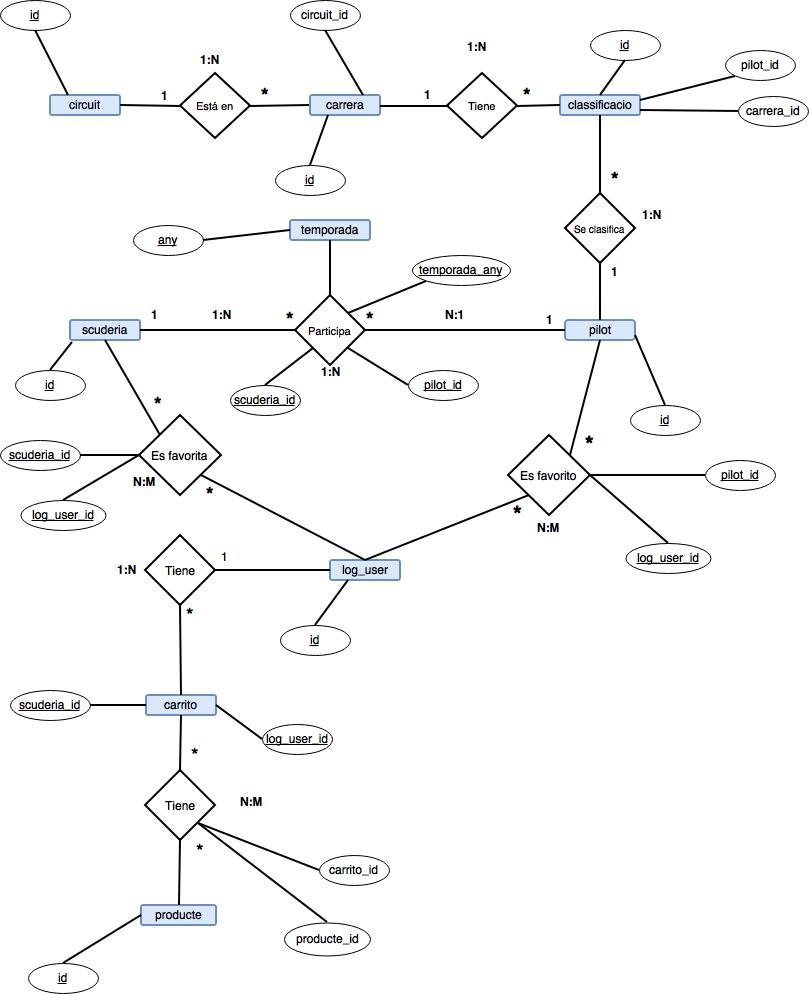 id
circuit_id
1:N
1:N
id
pilot_id
circuit
1
Está en
*
carrera
1
Tiene
*
classificacio
carrera_id
id
*
Se clasifica
1:N
1
temporada
any
temporada_any
scuderia
1
1:N
*
Participa
*
N:1
1
pilot
1:N
id
scuderia_id
pilot_id
id
*
*
scuderia_id
Es favorita
N:M
*
log_user_id
Es favorito
pilot_id
*
N:M
log_user_id
1:N
Tiene
1
log_user
*
id
scuderia_id
carrito
log_user_id
*
Tiene
N:M
*
carrito_id
producte
producte_id
id